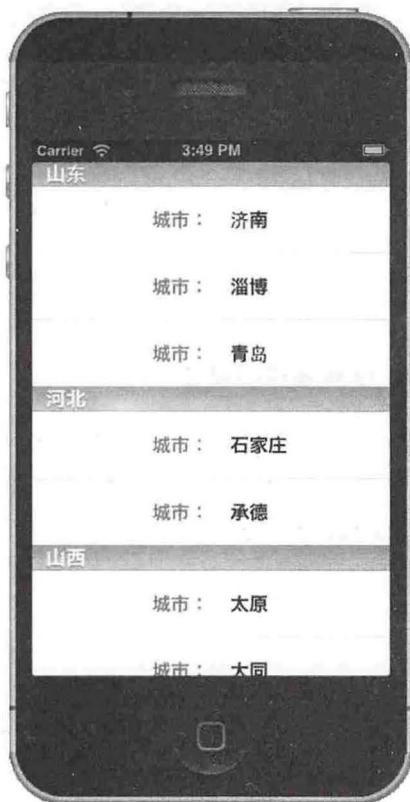 Carrier 3:49 PM
山东
城市： 济南
城市： 淄博
城市： 青岛
河北
城市： 石家庄
城市： 承德
山西
城市： 太原
城市： 大同